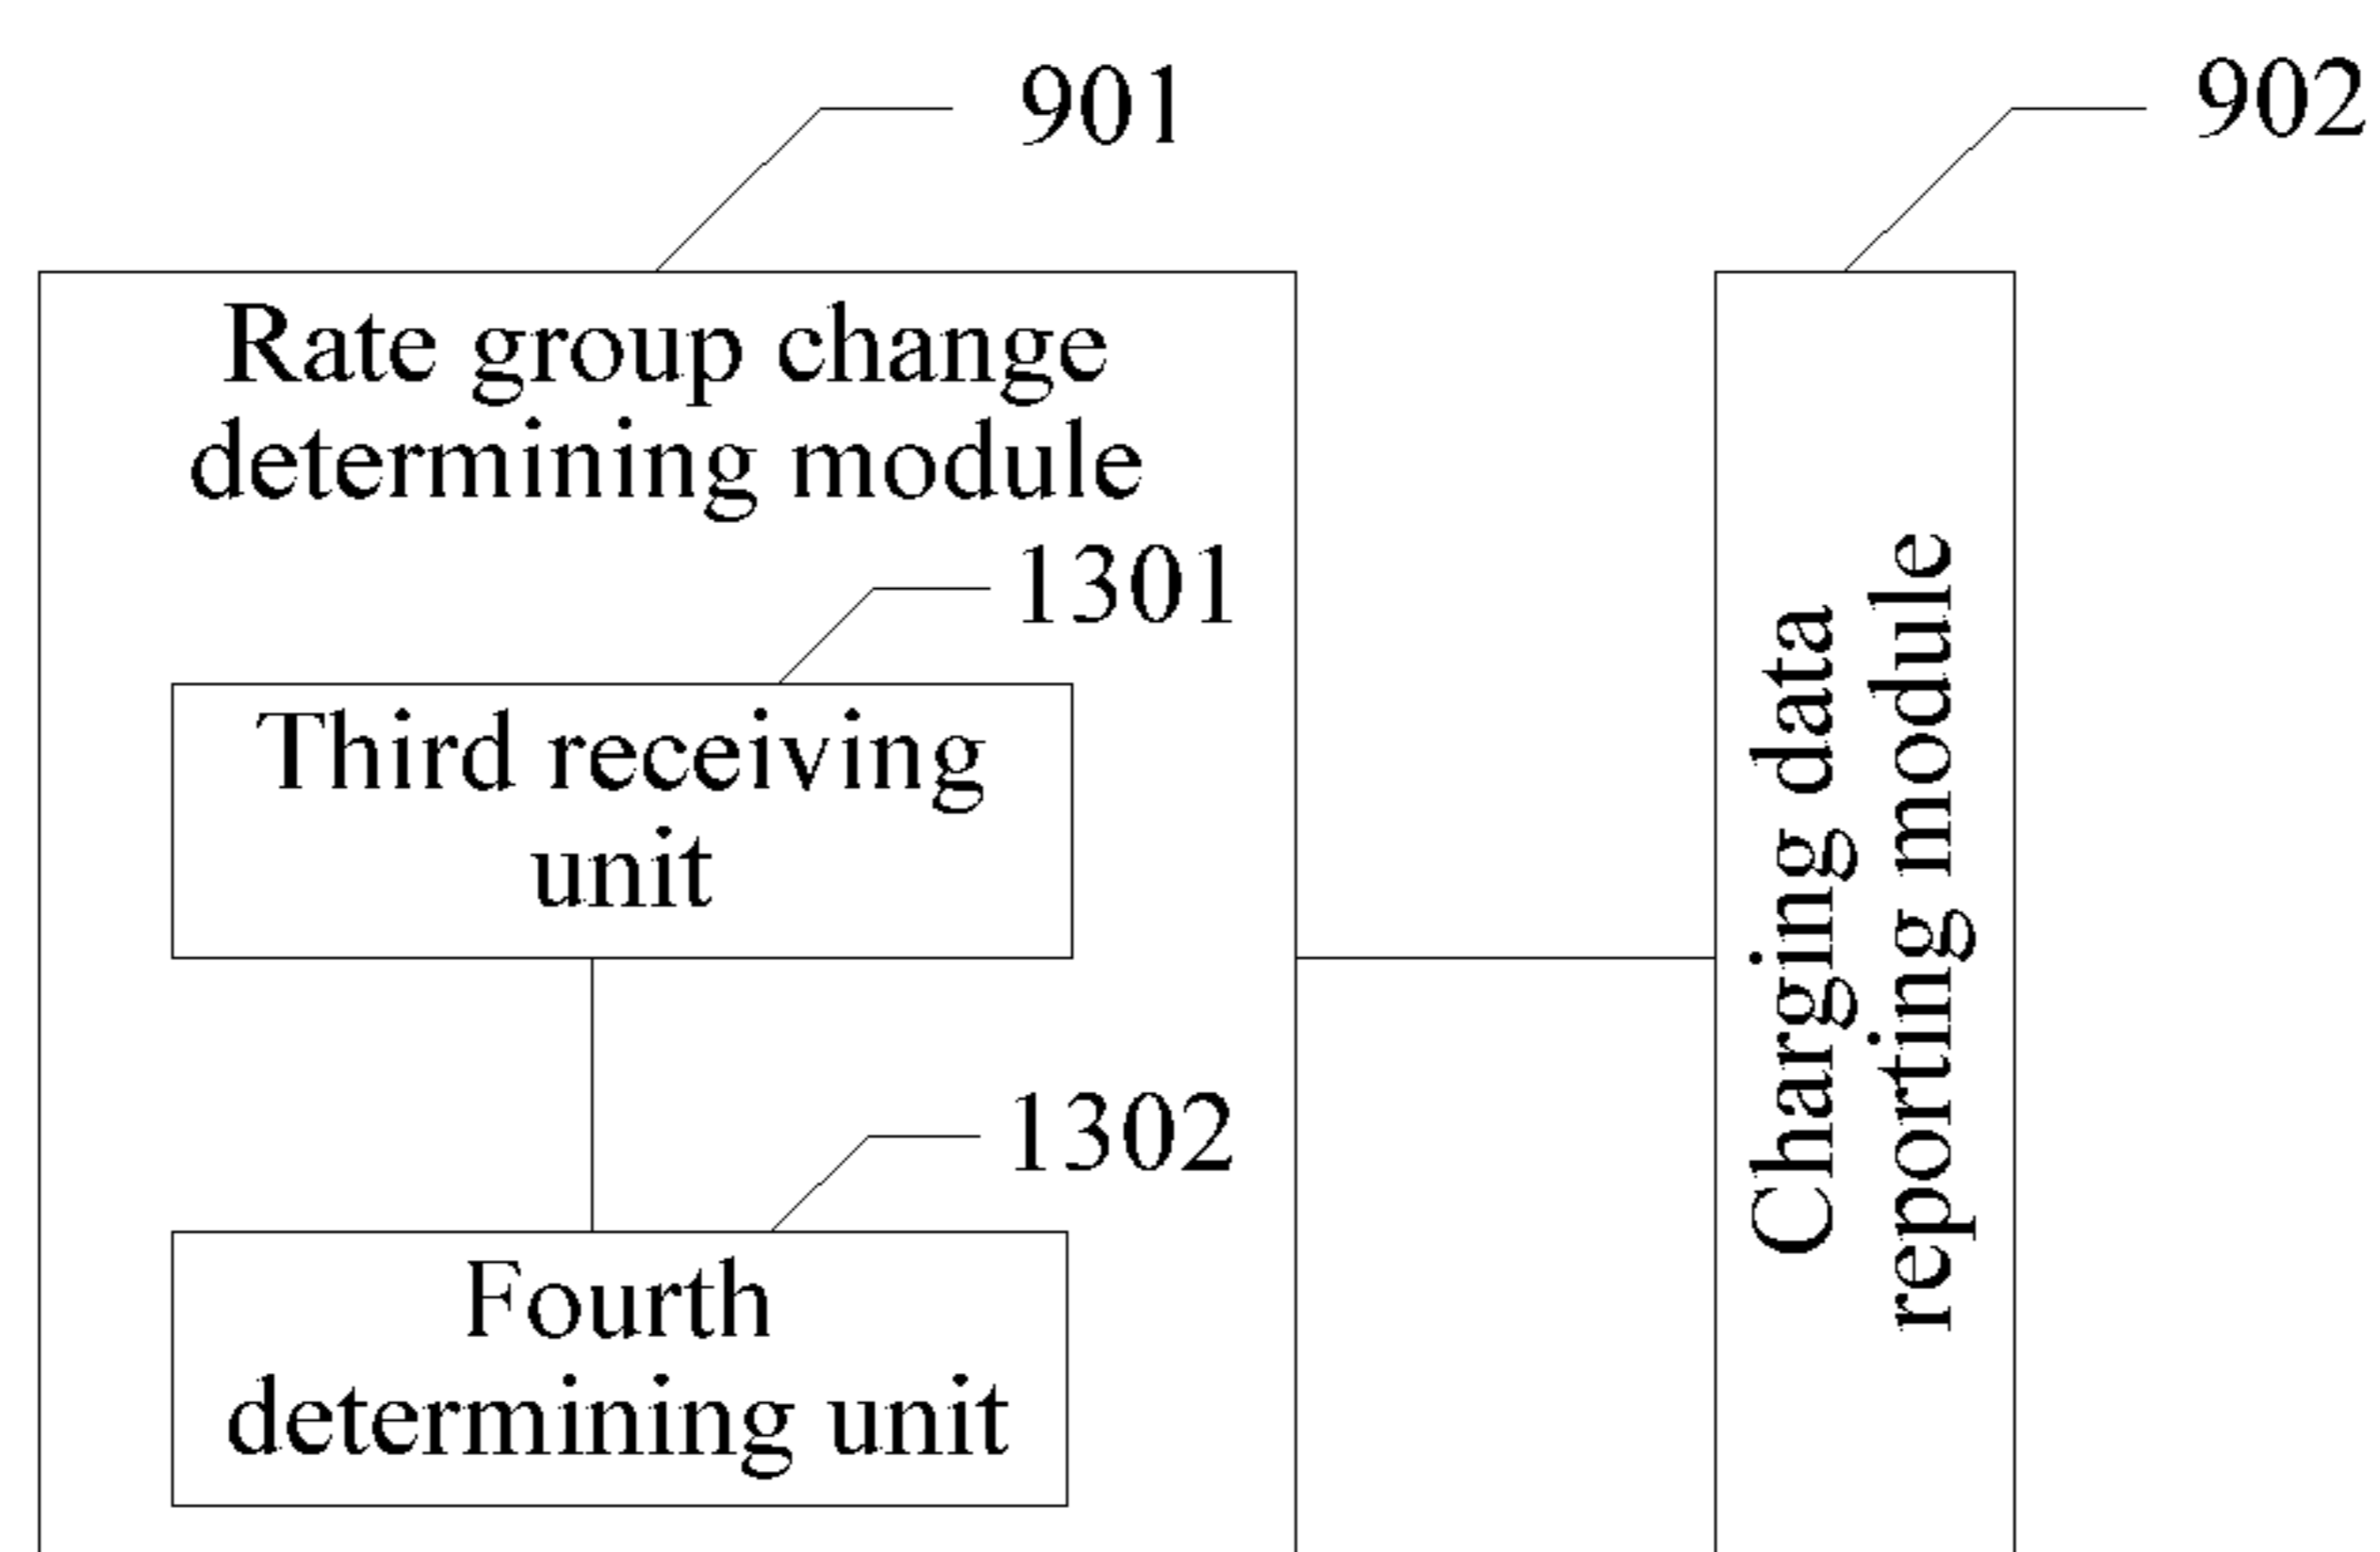 901
902
Rate group change
determining module
1301
Third receiving
unit
1302
Fourth
determining unit
Charging data
reporting module